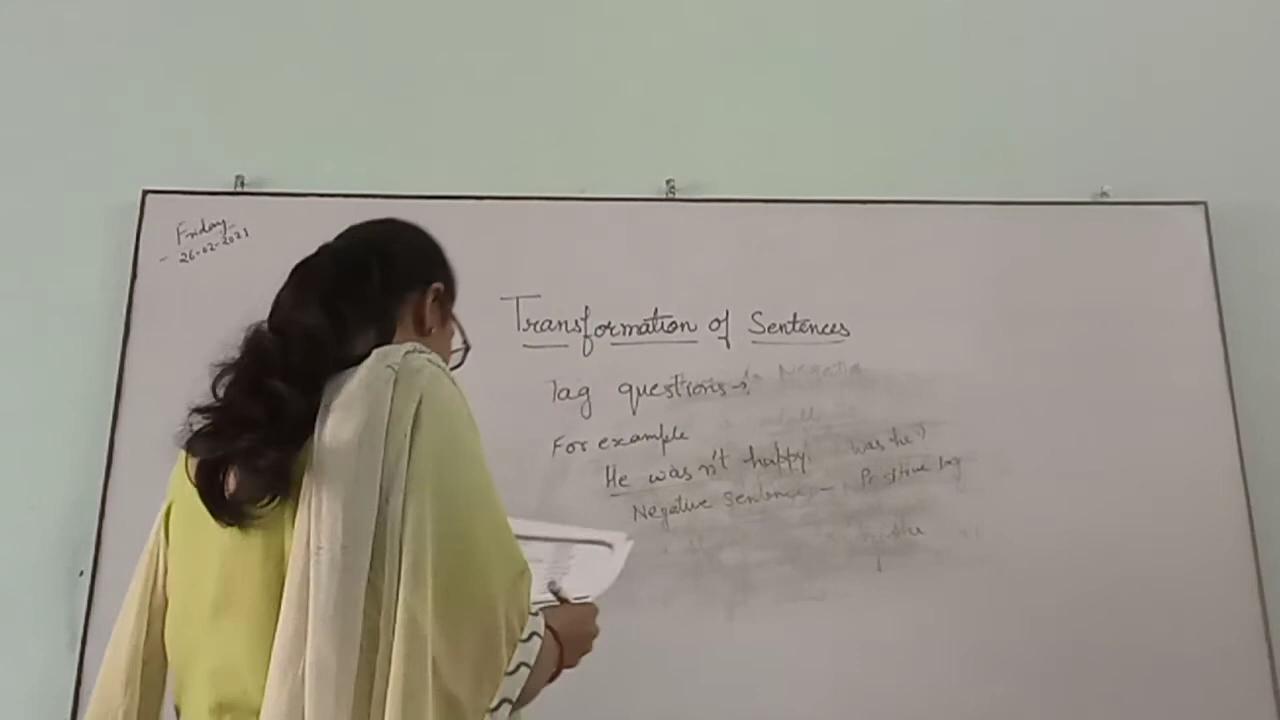 Friday
26-02-2021
Transformation of Sentences
Tag questions →
For example
He wasn't happy. was he?
Negative Sentence - Positive tag